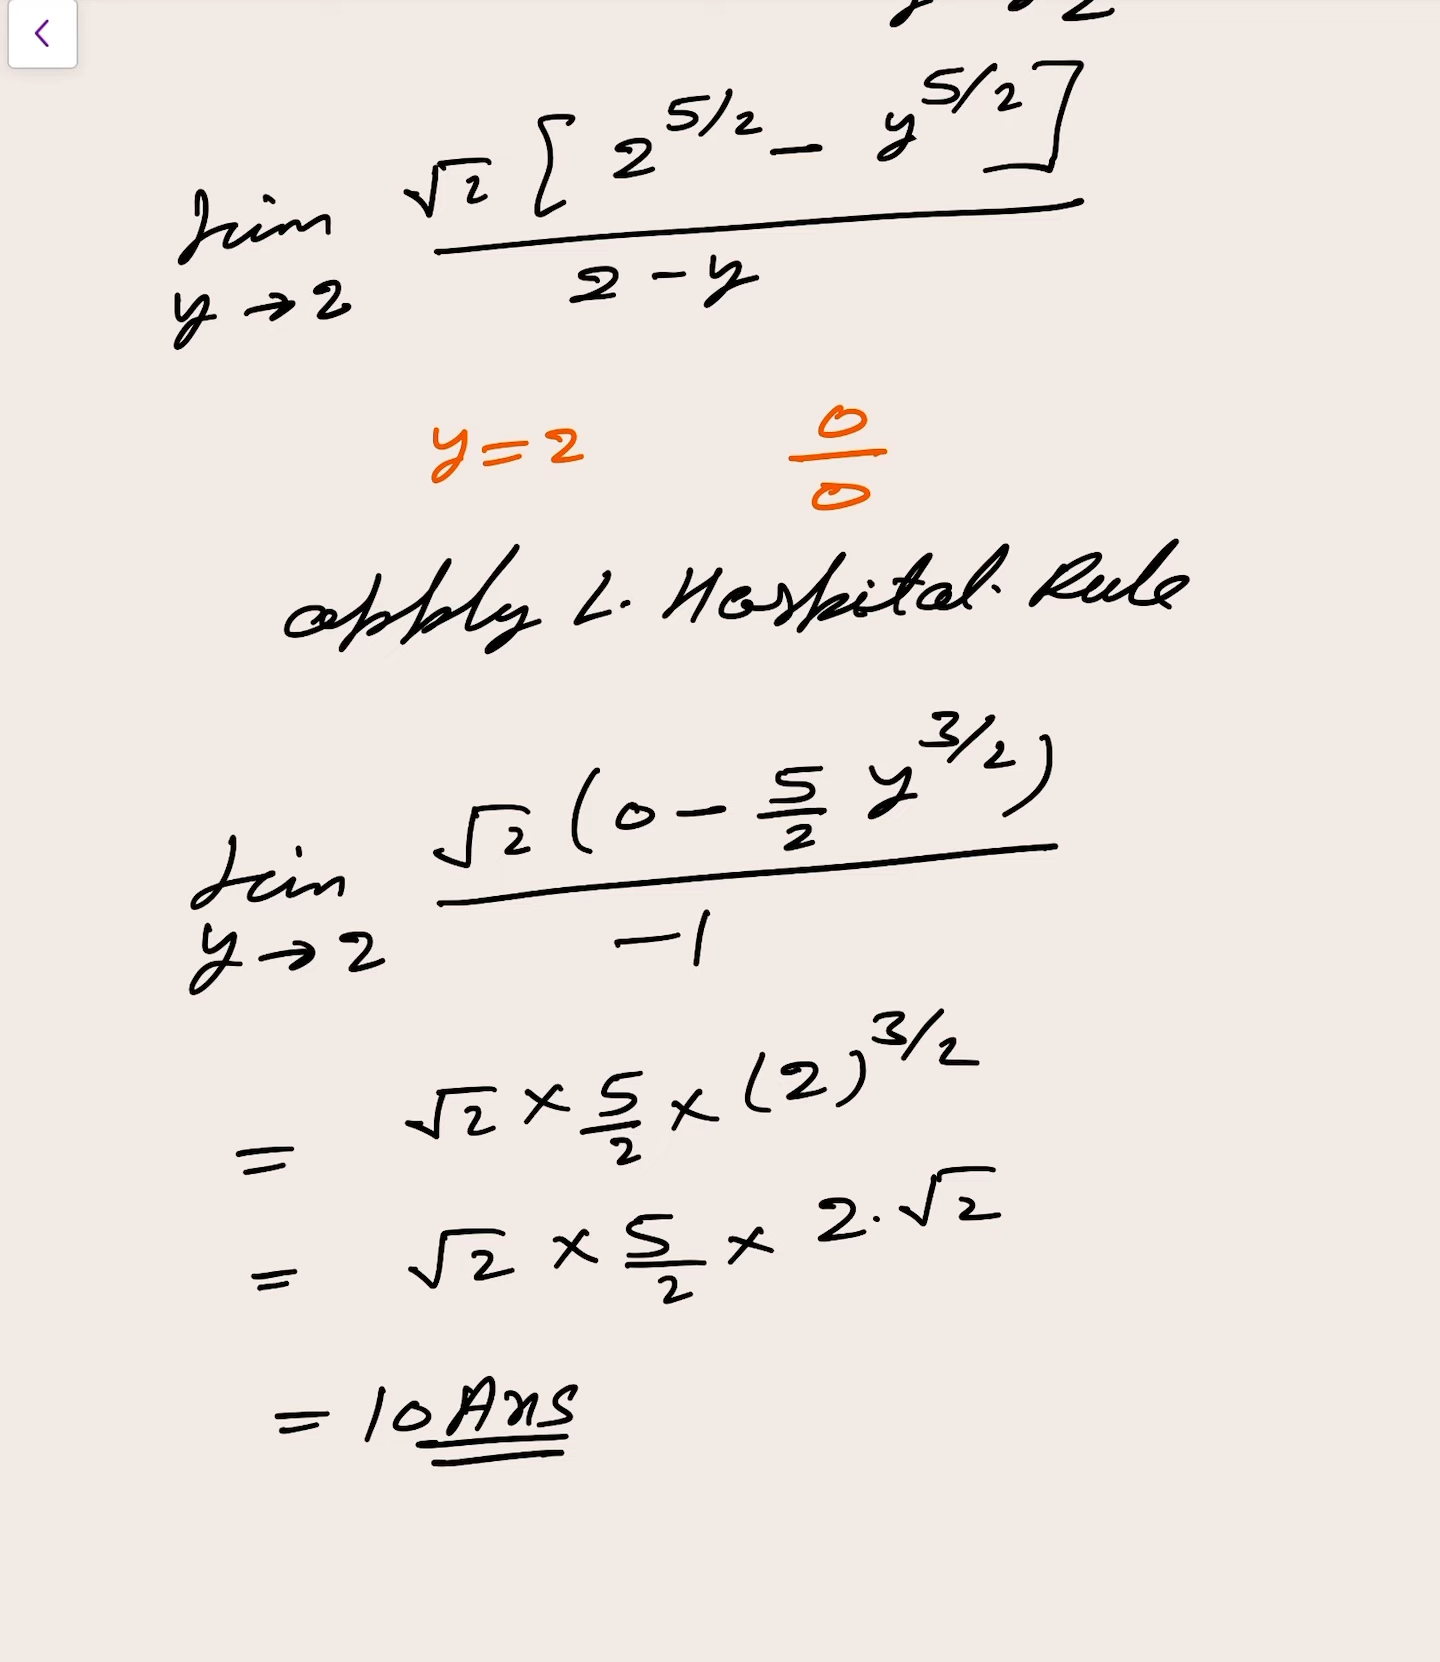 lim y→2 √2 [ 2^5/2 - y^5/2 ] / 2-y
y=2 0/0
apply L. Hospital. Rule
lim y→2 √2 (0 - 5/2 y^3/2) / -1
= √2 × 5/2 × (2)^3/2
= √2 × 5/2 × 2.√2
= 10 Ans